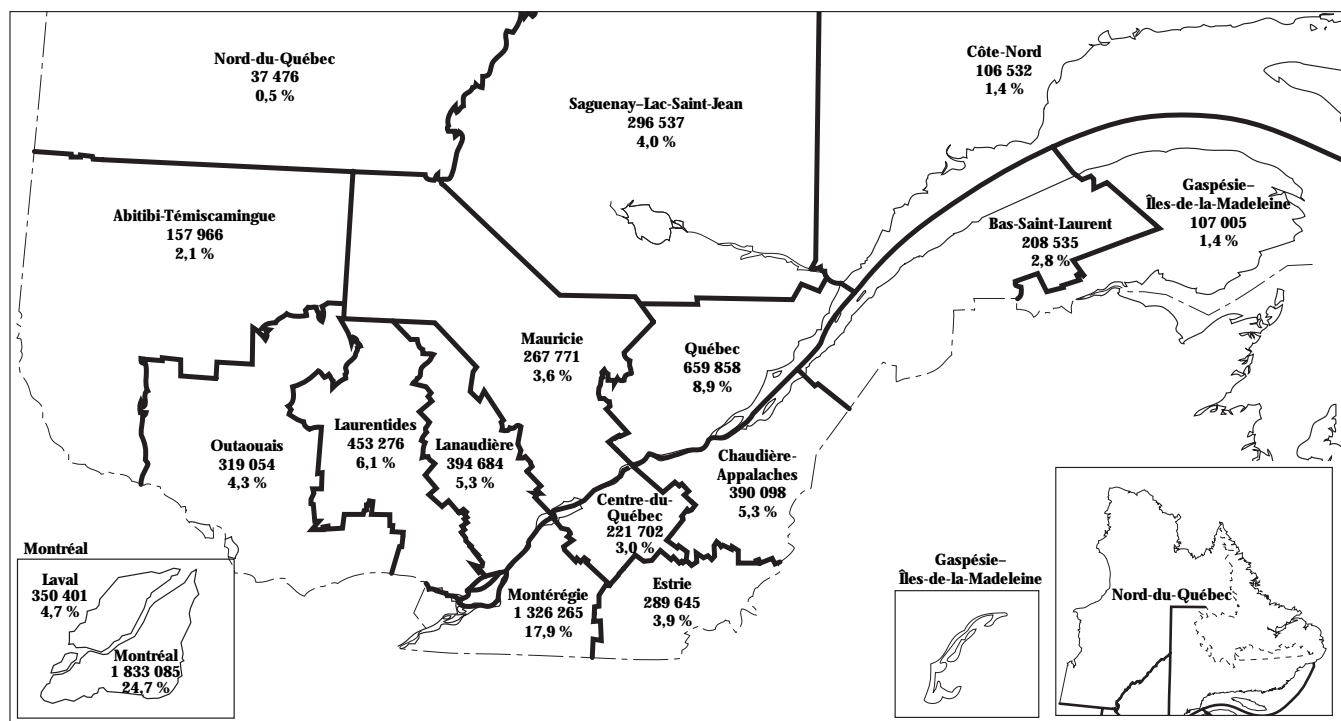 Nord-du-Québec
37 476
0,5 %
Saguenay–Lac-Saint-Jean
296 537
4,0 %
Côte-Nord
106 532
1,4 %
Abitibi-Témiscamingue
157 966
2,1 %
Gaspésie–
Îles-de-la-Madeleine
107 005
1,4 %
Bas-Saint-Laurent
208 535
2,8 %
Mauricie
267 771
3,6 %
Québec
659 858
8,9 %
Outaouais
319 054
4,3 %
Laurentides
453 276
6,1 %
Lanaudière
394 684
5,3 %
Chaudière-
Appalaches
390 098
5,3 %
Centre-du-
Québec
221 702
3,0 %
Montréal
Laval
350 401
4,7 %
Montréal
1 833 085
24,7 %
Montérégie
1 326 265
17,9 %
Estrie
289 645
3,9 %
Gaspésie–
Îles-de-la-Madeleine
Nord-du-Québec